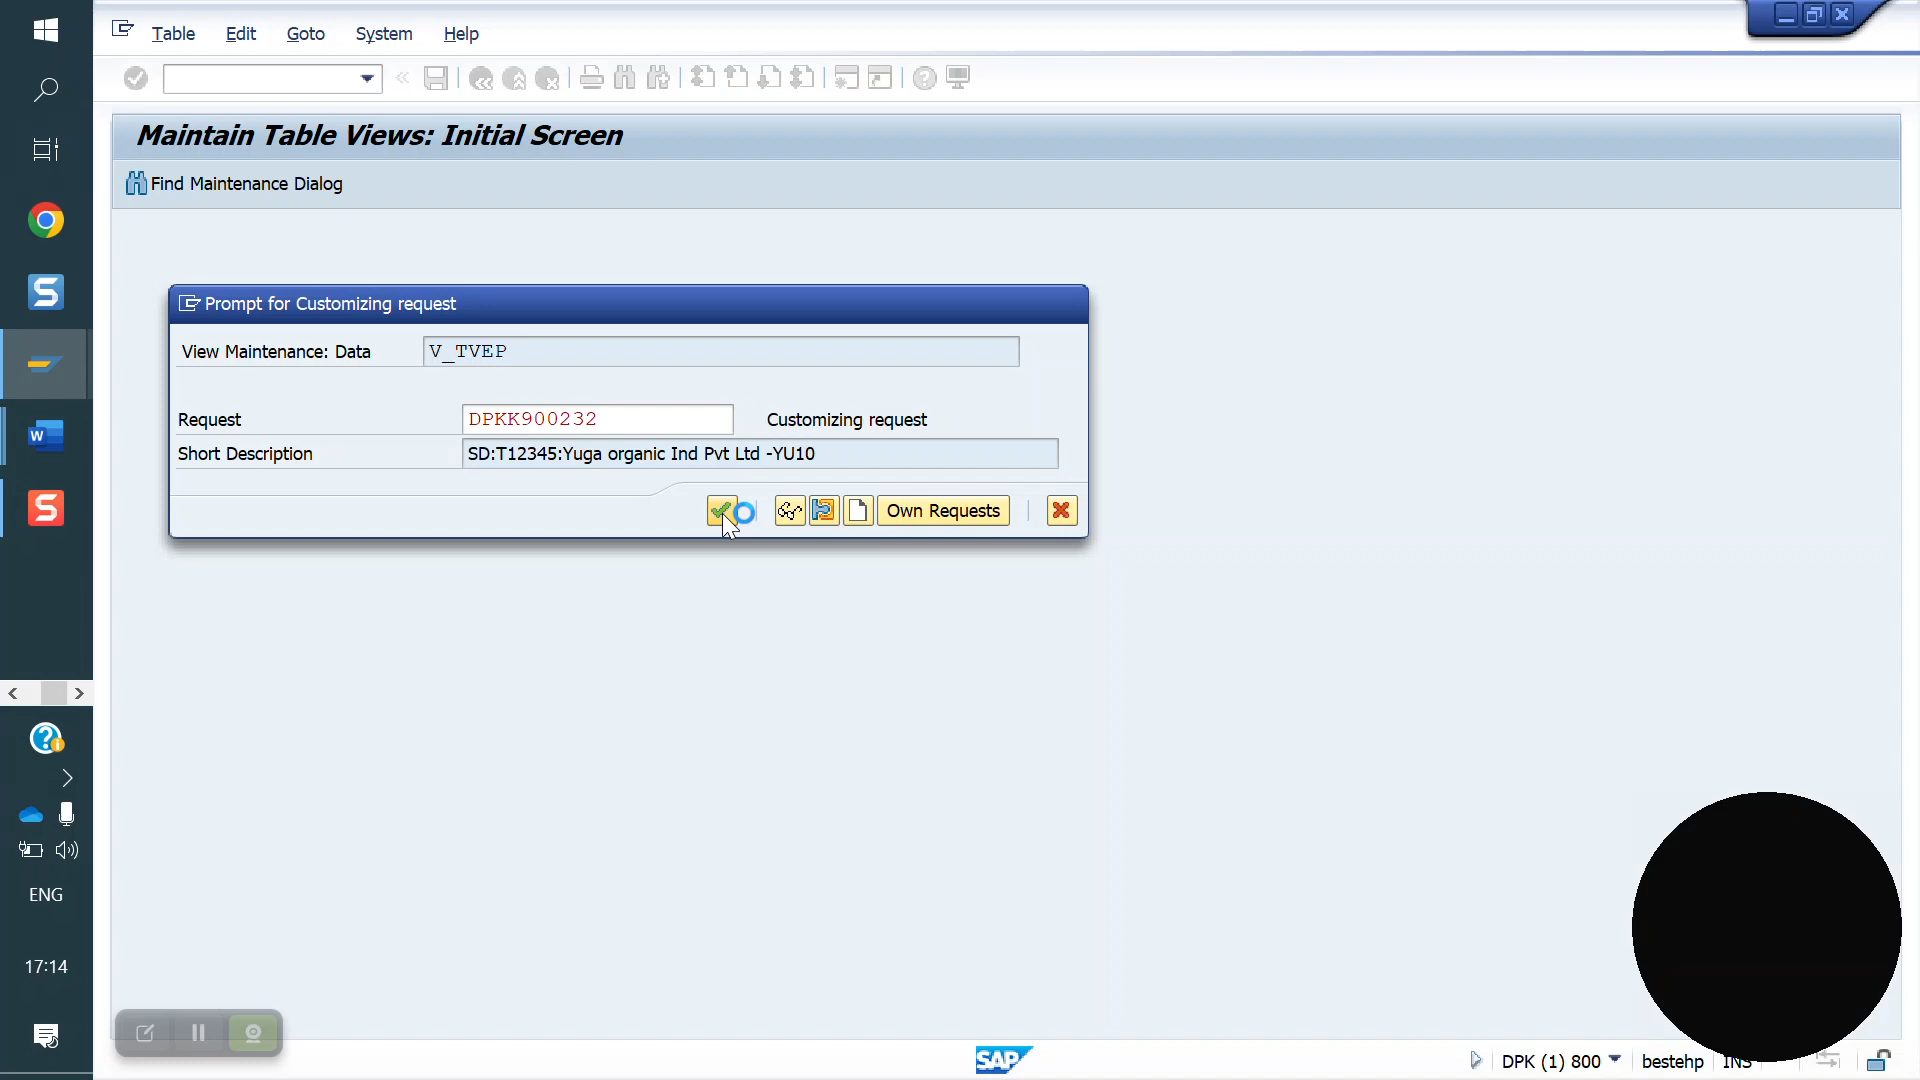 Table Edit Goto System Help
Maintain Table Views: Initial Screen
Find Maintenance Dialog
Prompt for Customizing request
View Maintenance: Data V_TVEP
Request DPKK900232 Customizing request
Short Description SD:T12345:Yuga organic Ind Pvt Ltd -YU10
Own Requests
ENG
17:14
SAP
DPK (1) 800 bestehp INS